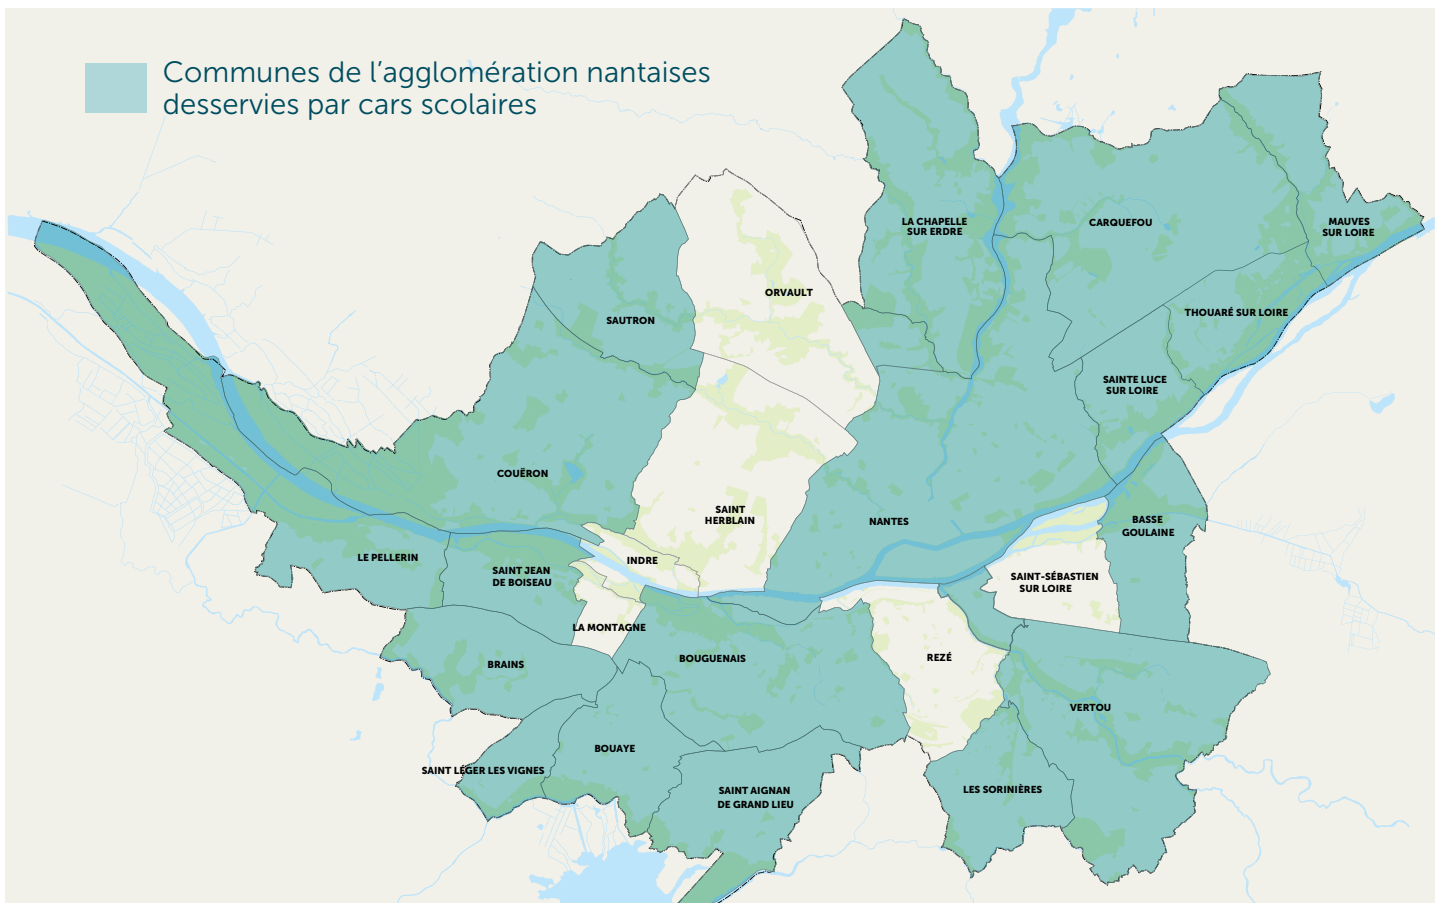 Communes de l'agglomération nantaises
desservies par cars scolaires
LA CHAPELLE
SUR ERDRE
CARQUEFOU
MAUVES
SUR LOIRE
ORVAULT
SAUTRON
THOUARÉ SUR LOIRE
SAINTE LUCE
SUR LOIRE
COUËRON
SAINT
HERBLAIN
NANTES
BASSE
GOULAINE
LE PELLERIN
SAINT JEAN
DE BOISEAU
INDRE
SAINT-SÉBASTIEN
SUR LOIRE
LA MONTAGNE
BRAINS
BOUGUENAIS
REZÉ
VERTOU
BOUAYE
SAINT LÉGER LES VIGNES
SAINT AIGNAN
DE GRAND LIEU
LES SORINIÈRES